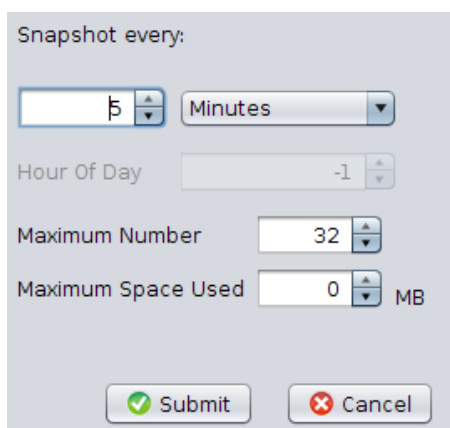 Snapshot every:
5 Minutes
Hour Of Day -1
Maximum Number 32
Maximum Space Used 0 MB
Submit Cancel